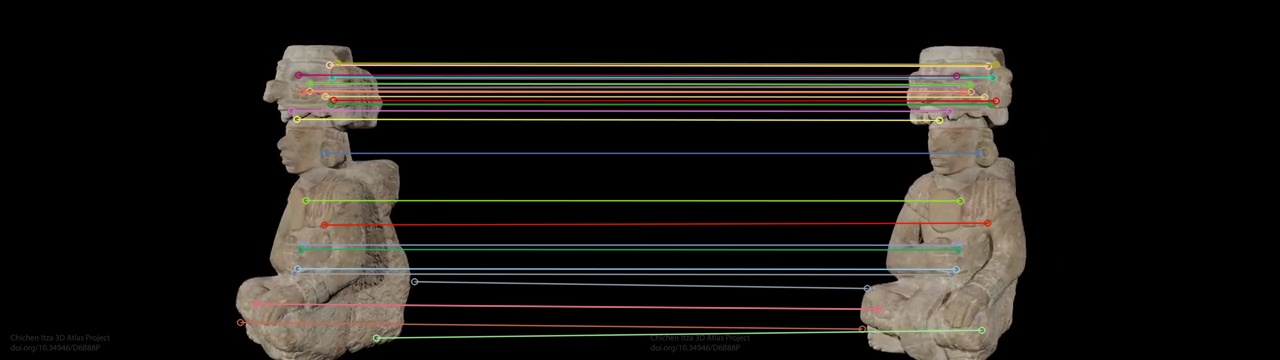 Chichen Itza 3D Atlas Project
doi.org/10.34946/D6B88P
Chichen Itza 3D Atlas Project
doi.org/10.34946/D6B88P